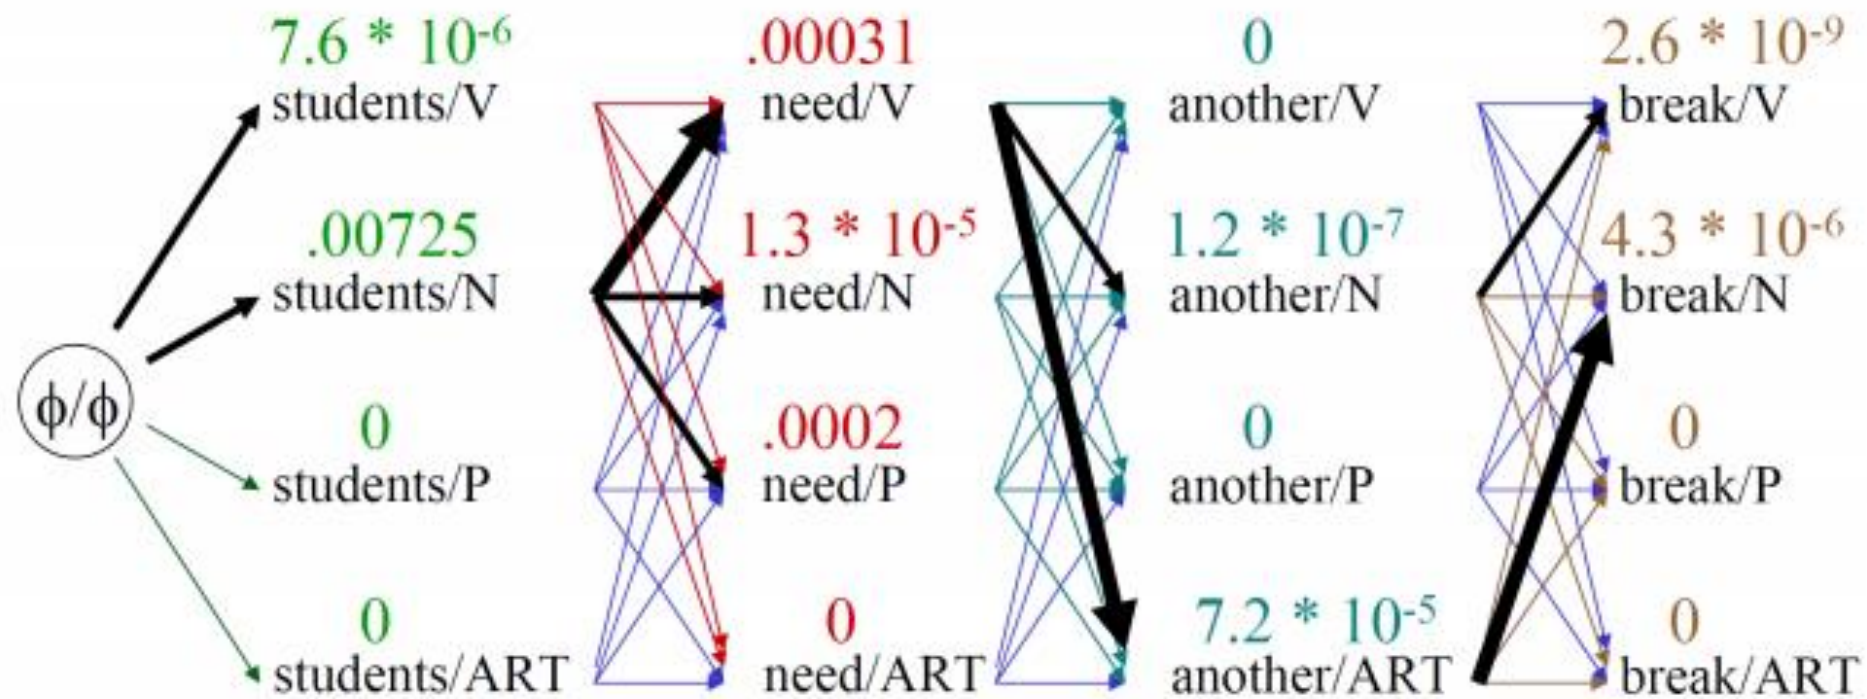 7.6 * 10-6 .00031 0 2.6 * 10-9
students/V need/V another/V break/V
.00725 1.3 * 10-5 1.2 * 10-7 4.3 * 10-6
students/N need/N another/N break/N
ϕ/ϕ
0 .0002 0 0
students/P need/P another/P break/P
0 0 7.2 * 10-5 0
students/ART need/ART another/ART break/ART